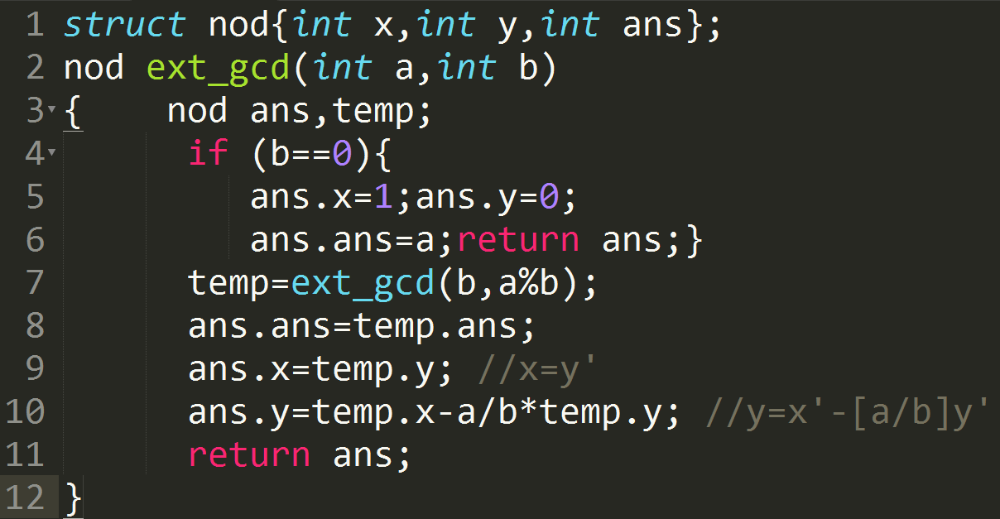 1 struct nod{int x,int y,int ans};
2 nod ext_gcd(int a,int b)
3 {     nod ans,temp;
4       if (b==0){
5          ans.x=1;ans.y=0;
6          ans.ans=a;return ans;}
7       temp=ext_gcd(b,a%b);
8       ans.ans=temp.ans;
9       ans.x=temp.y; //x=y'
10      ans.y=temp.x-a/b*temp.y; //y=x'-[a/b]y'
11      return ans;
12 }